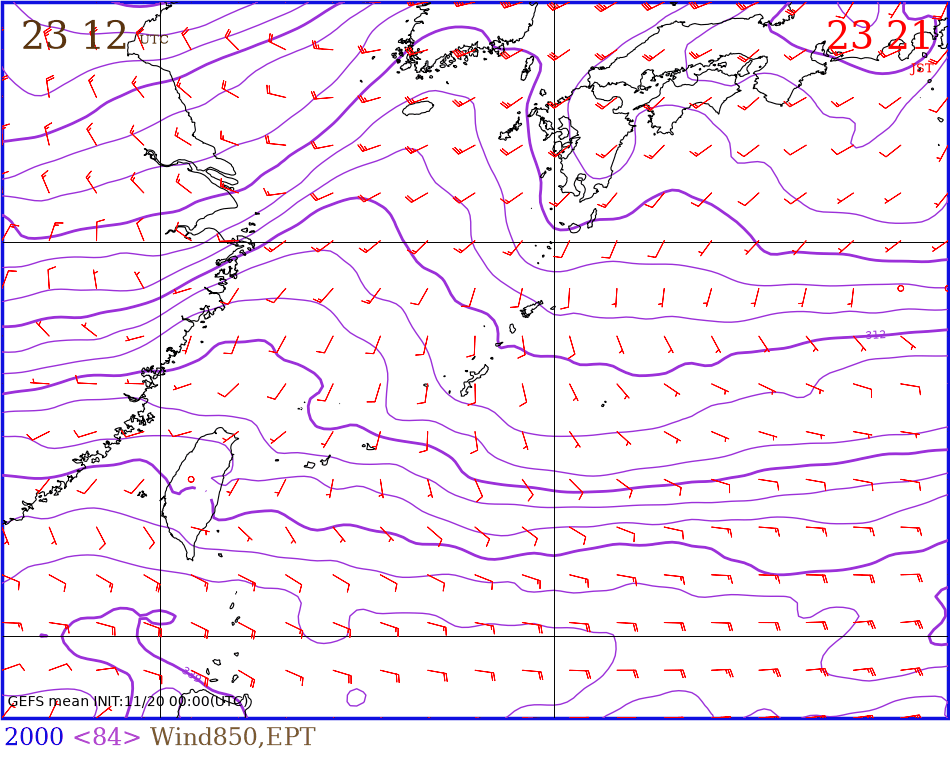 23 12 UTC
23 21 JST
312
330
GEFS mean INIT:11/20 00:00(UTC)
2000 <84> Wind850,EPT